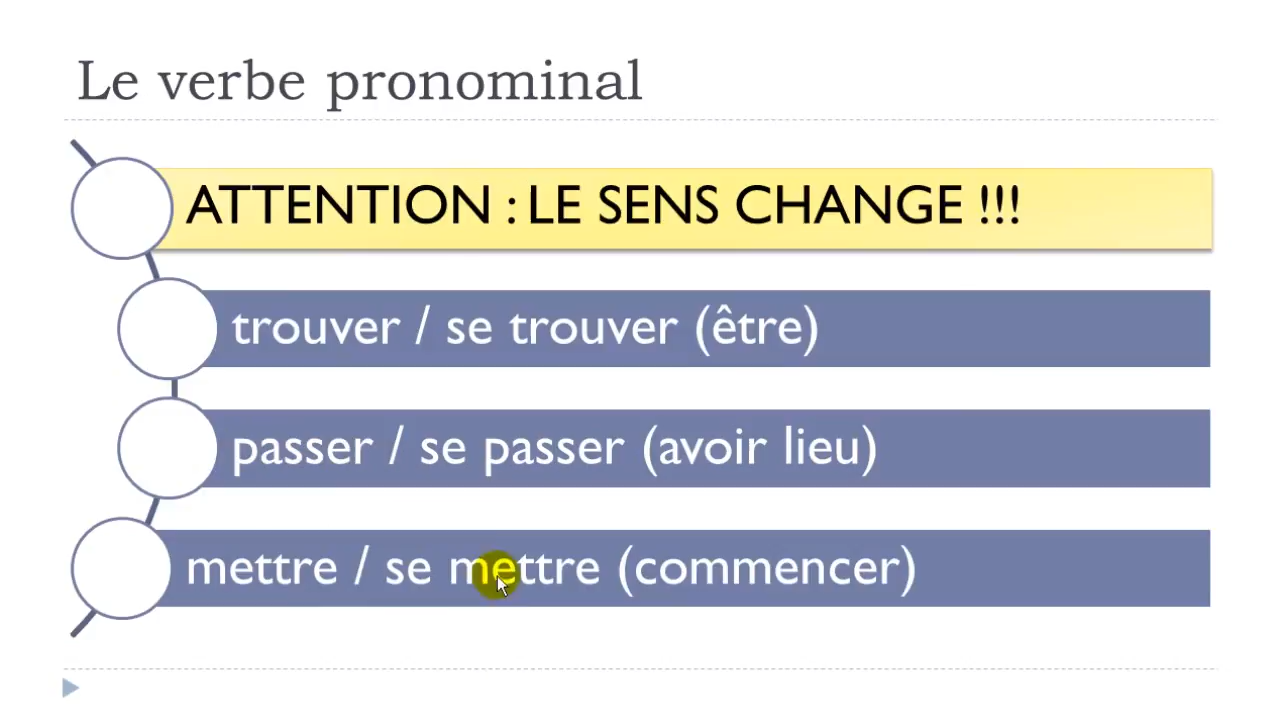 Le verbe pronominal
ATTENTION : LE SENS CHANGE !!!
trouver / se trouver (être)
passer / se passer (avoir lieu)
mettre / se mettre (commencer)